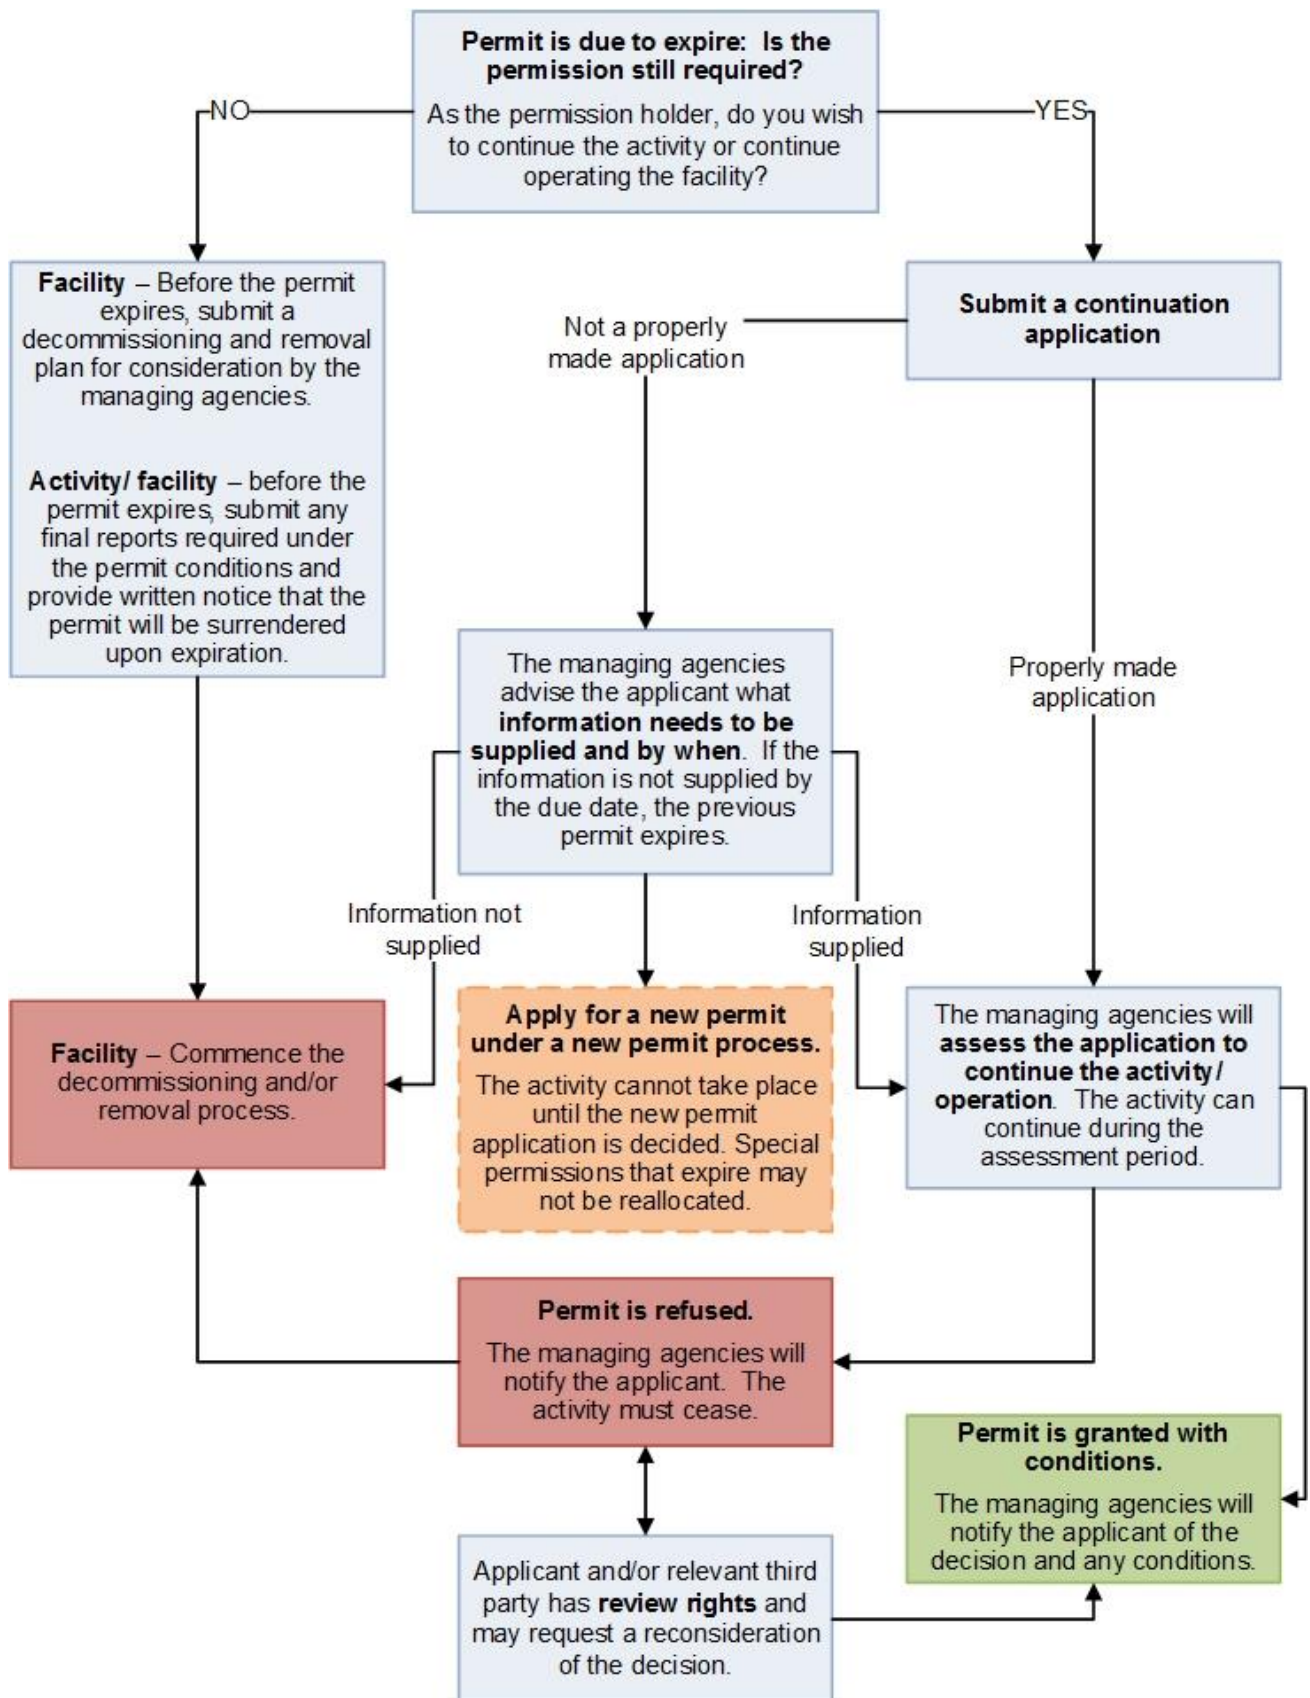 Permit is due to expire:  Is the
permission still required?
As the permission holder, do you wish
to continue the activity or continue
operating the facility?
NO
YES
Facility – Before the permit
expires, submit a
decommissioning and removal
plan for consideration by the
managing agencies.
Activity/ facility – before the
permit expires, submit any
final reports required under
the permit conditions and
provide written notice that the
permit will be surrendered
upon expiration.
Not a properly
made application
Submit a continuation
application
The managing agencies
advise the applicant what
information needs to be
supplied and by when.  If the
information is not supplied by
the due date, the previous
permit expires.
Properly made
application
Information not
supplied
Information
supplied
Facility – Commence the
decommissioning and/or
removal process.
Apply for a new permit
under a new permit process.
The activity cannot take place
until the new permit
application is decided. Special
permissions that expire may
not be reallocated.
The managing agencies will
assess the application to
continue the activity/
operation.  The activity can
continue during the
assessment period.
Permit is refused.
The managing agencies will
notify the applicant.  The
activity must cease.
Permit is granted with
conditions.
The managing agencies will
notify the applicant of the
decision and any conditions.
Applicant and/or relevant third
party has review rights and
may request a reconsideration
of the decision.